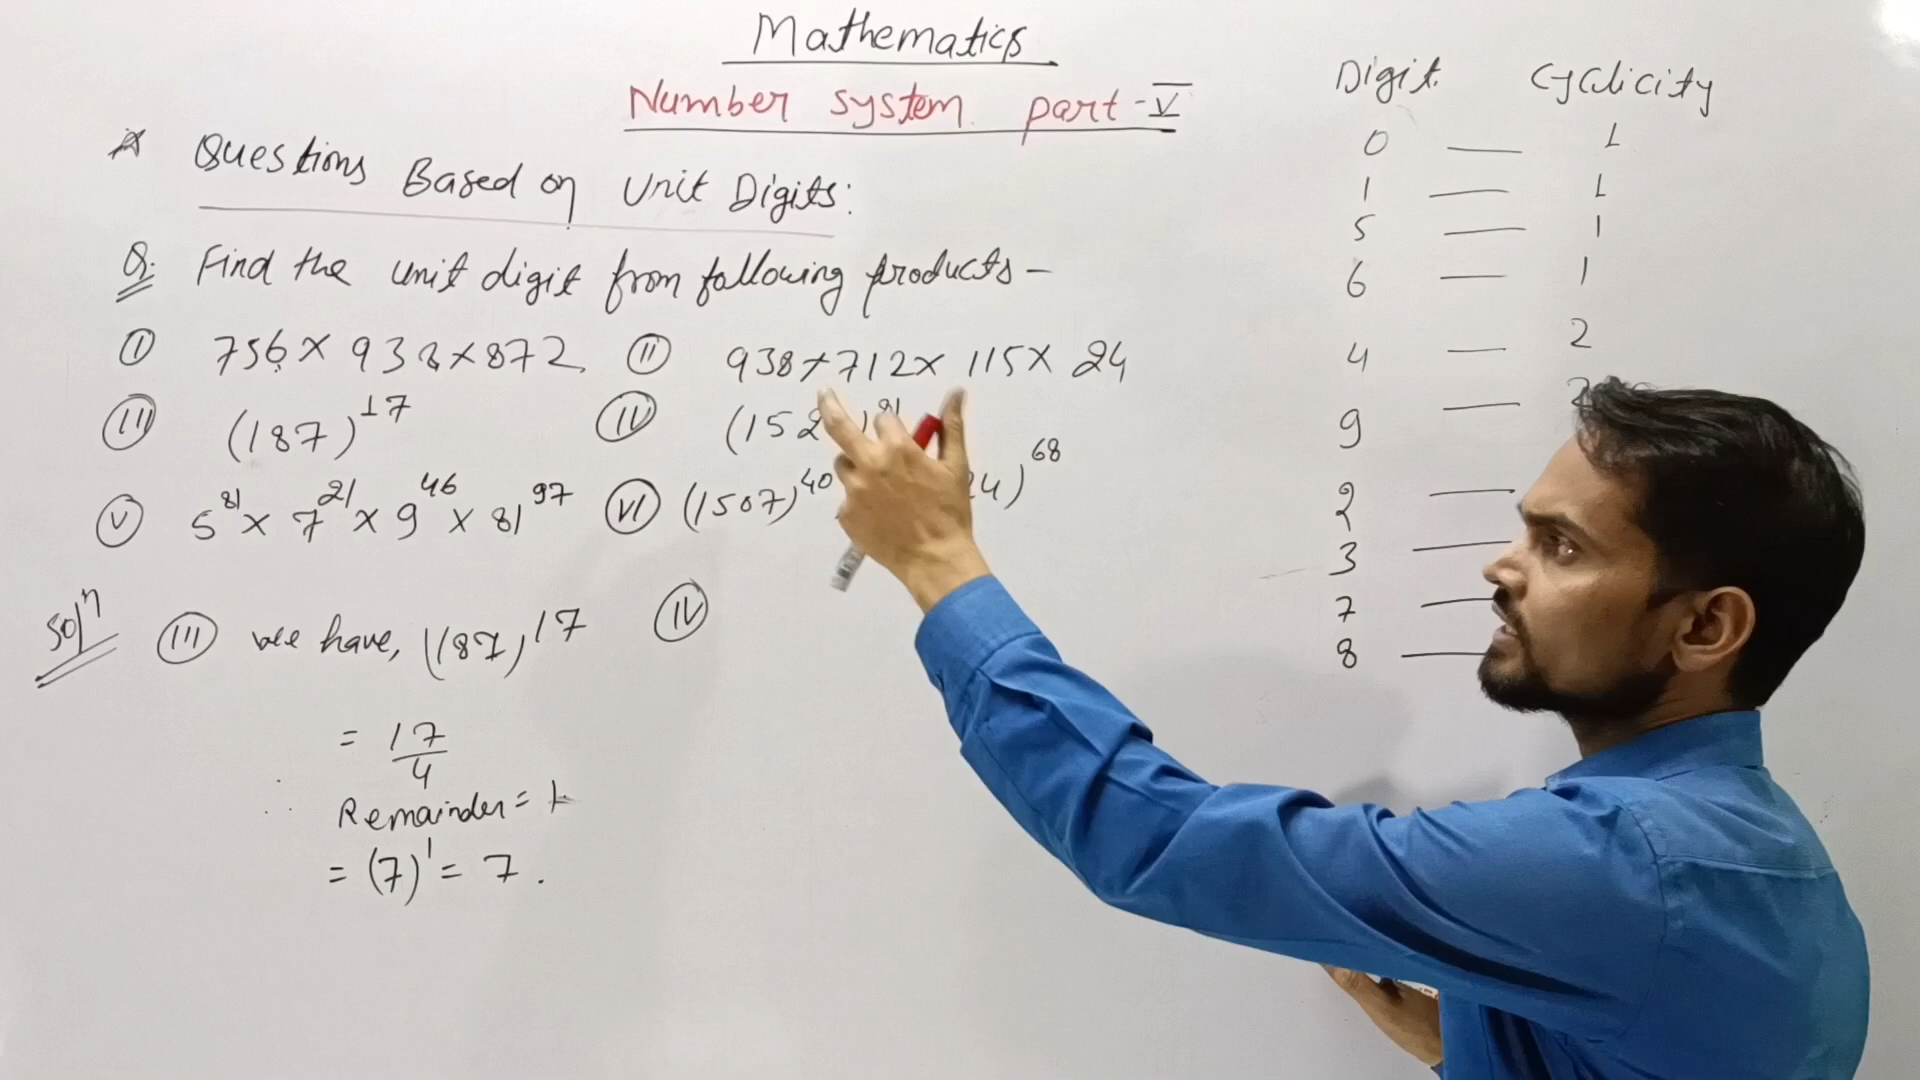 Mathematics
Number system part-V
Questions Based on Unit Digits:
Q. Find the unit digit from following products -
(I) 756 × 933 × 872
(II) 938 × 712 × 115 × 24
(III) (187)^17
(IV) (152
(V) 5^81 × 7^21 × 9^46 × 81^97
(VI) (1507)^40 24)^68
Sol^n (III) we have, (187)^17
= 17/4
∴ Remainder = 1
= (7)^1 = 7.
(IV)
Digit. Cyclicity
0 — 1
1 — 1
5 — 1
6 — 1
4 — 2
9 — 2
2 —
3 —
7 —
8 —